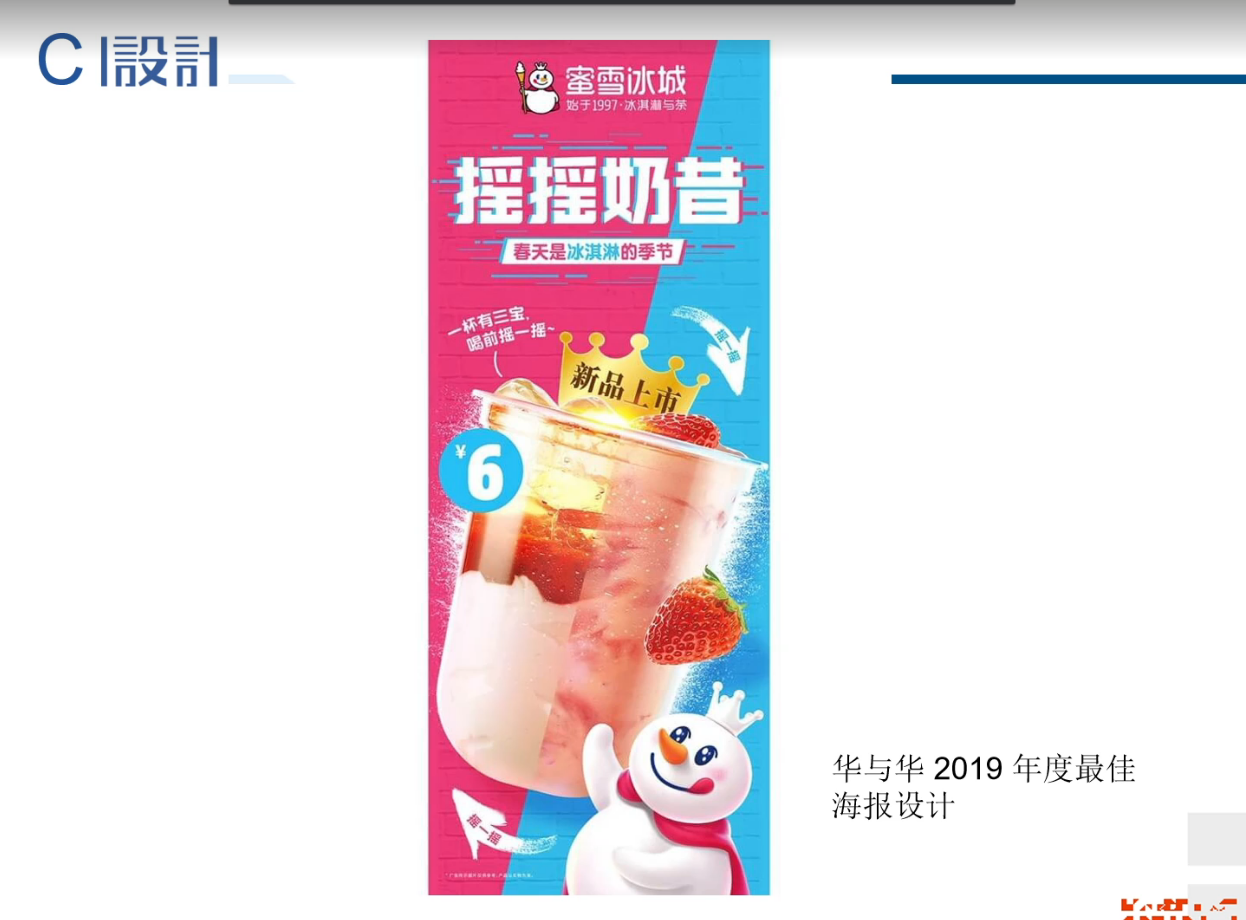 CI設計
蜜雪冰城
始于1997·冰淇淋与茶
摇摇奶昔
春天是冰淇淋的季节
一杯有三宝,
喝前摇一摇~
摇一摇
新品上市
¥6
摇一摇
华与华 2019 年度最佳
海报设计